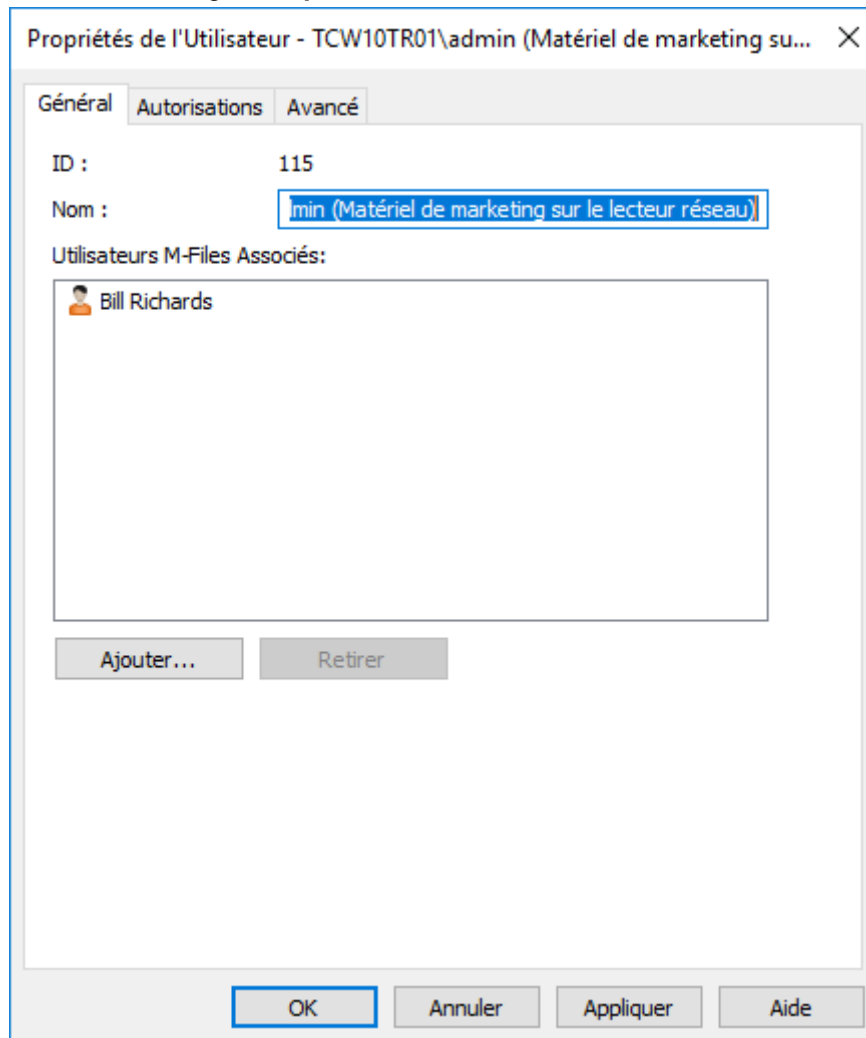 Propriétés de l'Utilisateur - TCW10TR01\admin (Matériel de marketing su...
Général Autorisations Avancé
ID : 115
Nom : lmin (Matériel de marketing sur le lecteur réseau)
Utilisateurs M-Files Associés:
Bill Richards
Ajouter... Retirer
OK Annuler Appliquer Aide